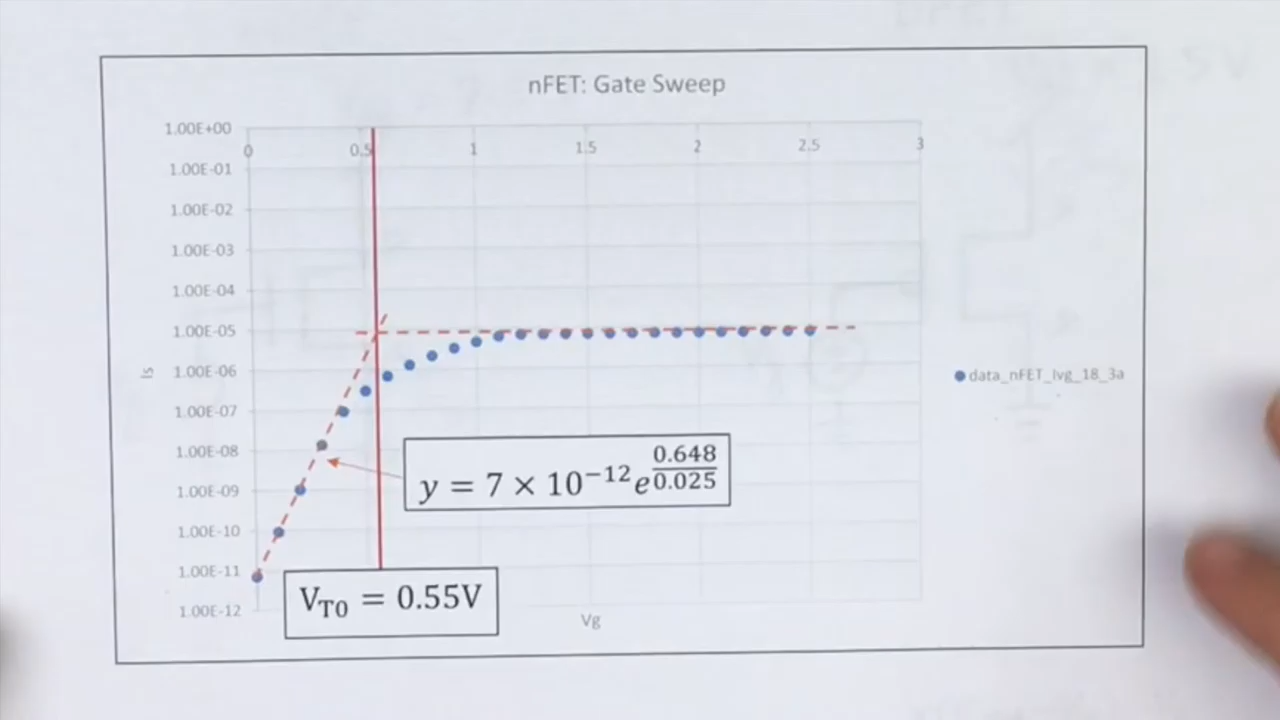 nFET: Gate Sweep
1.00E+00
0 0.5 1 1.5 2 2.5 3
1.00E-01
1.00E-02
1.00E-03
1.00E-04
1.00E-05
1.00E-06
1.00E-07
1.00E-08
1.00E-09
1.00E-10
1.00E-11
1.00E-12
Is
Vg
data_nFET_Ivg_18_3a
y = 7 × 10^{-12} e^{\frac{0.648}{0.025}}
V_{T0} = 0.55V